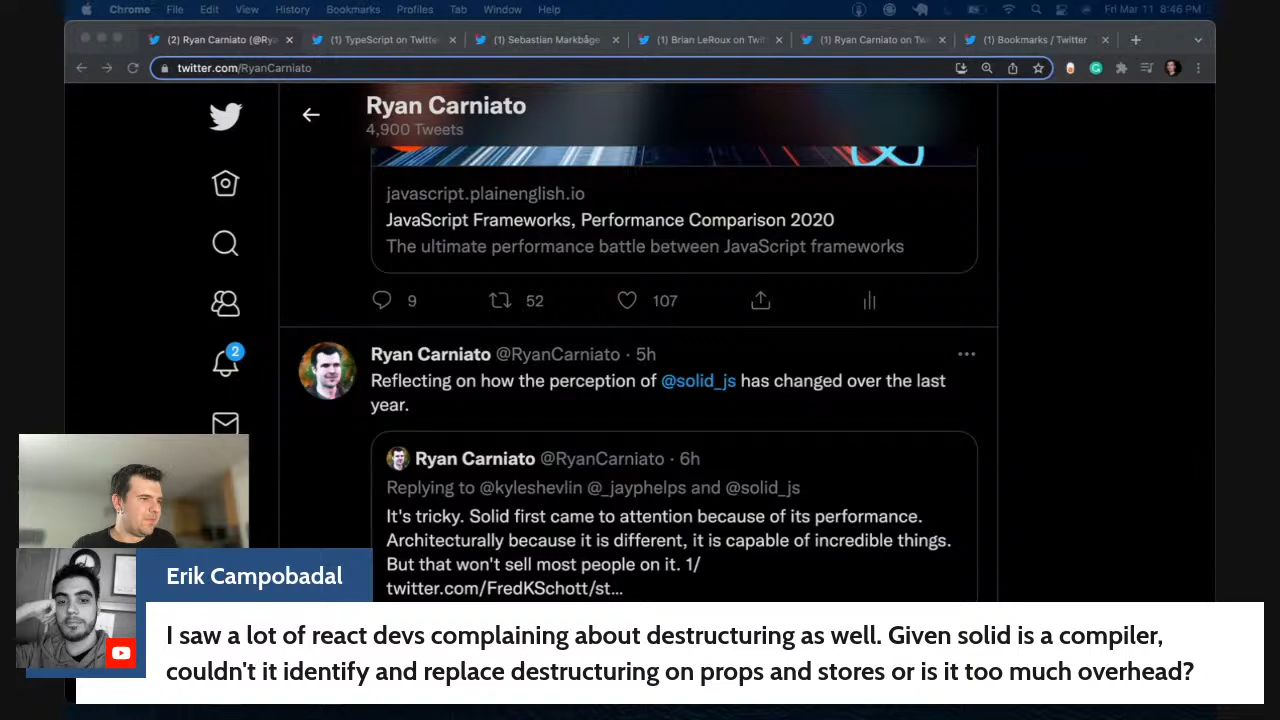 Chrome File Edit View History Bookmarks Profiles Tab Window Help Fri Mar 11 8:46 PM
(2) Ryan Carniato (@Rya (1) TypeScript on Twitte (1) Sebastian Markbåge (1) Brian LeRoux on Twit (1) Ryan Carniato on Tw (1) Bookmarks / Twitter
twitter.com/RyanCarniato
Ryan Carniato
4,900 Tweets
javascript.plainenglish.io
JavaScript Frameworks, Performance Comparison 2020
The ultimate performance battle between JavaScript frameworks
9 52 107
2
Ryan Carniato @RyanCarniato · 5h
Reflecting on how the perception of @solid_js has changed over the last
year.
Ryan Carniato @RyanCarniato · 6h
Replying to @kyleshevlin @_jayphelps and @solid_js
It's tricky. Solid first came to attention because of its performance.
Architecturally because it is different, it is capable of incredible things.
But that won't sell most people on it. 1/
twitter.com/FredKSchott/st…
Erik Campobadal
I saw a lot of react devs complaining about destructuring as well. Given solid is a compiler,
couldn't it identify and replace destructuring on props and stores or is it too much overhead?